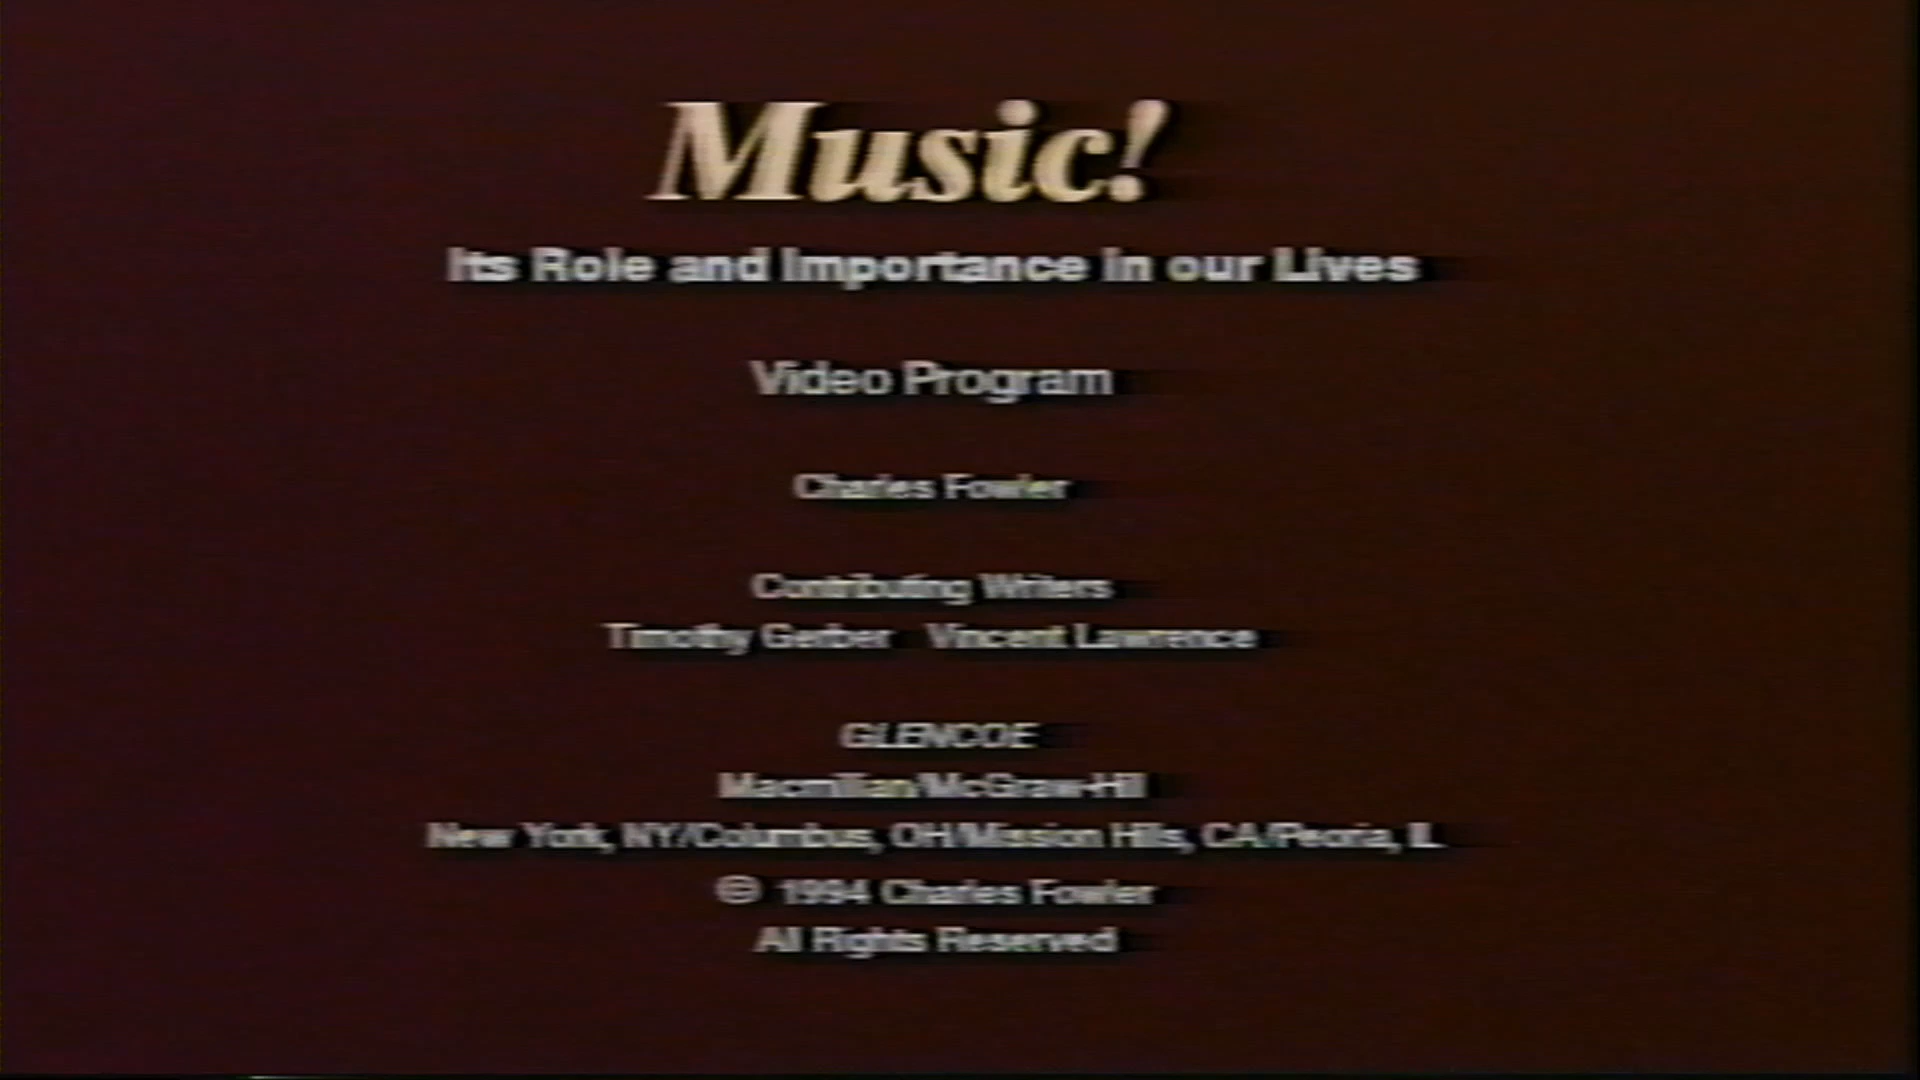 Music!
Its Role and Importance in our Lives
Video Program
Charles Fowler
Contributing Writers
Timothy Gerber Vincent Lawrence
GLENCOE
Macmillan/McGraw-Hill
New York, NY/Columbus, OH/Mission Hills, CA/Peoria, IL
© 1994 Charles Fowler
All Rights Reserved